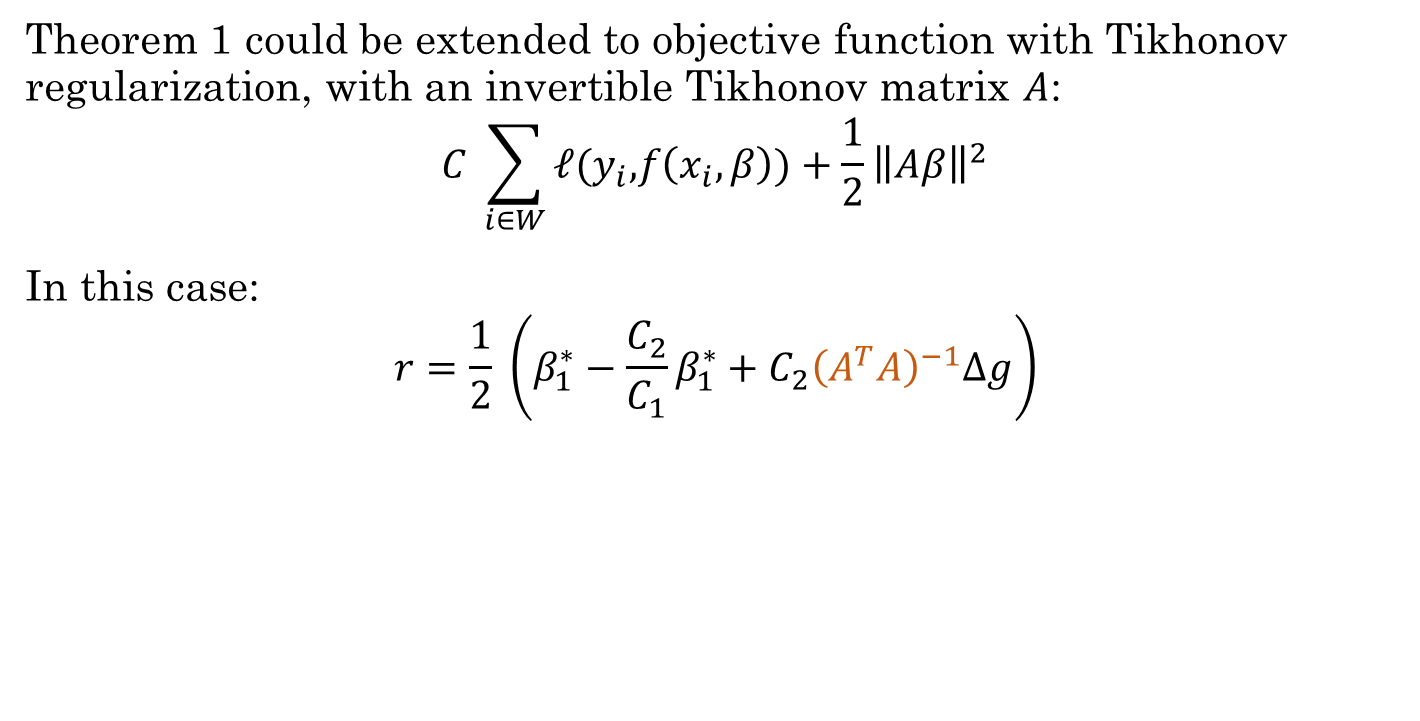 Theorem 1 could be extended to objective function with Tikhonov
regularization, with an invertible Tikhonov matrix A:
C ∑_{i∈W} ℓ(y_i, f(x_i, β)) + 1/2 ‖Aβ‖²
In this case:
r = 1/2 (β₁* − C₂/C₁ β₁* + C₂(AᵀA)⁻¹Δg)